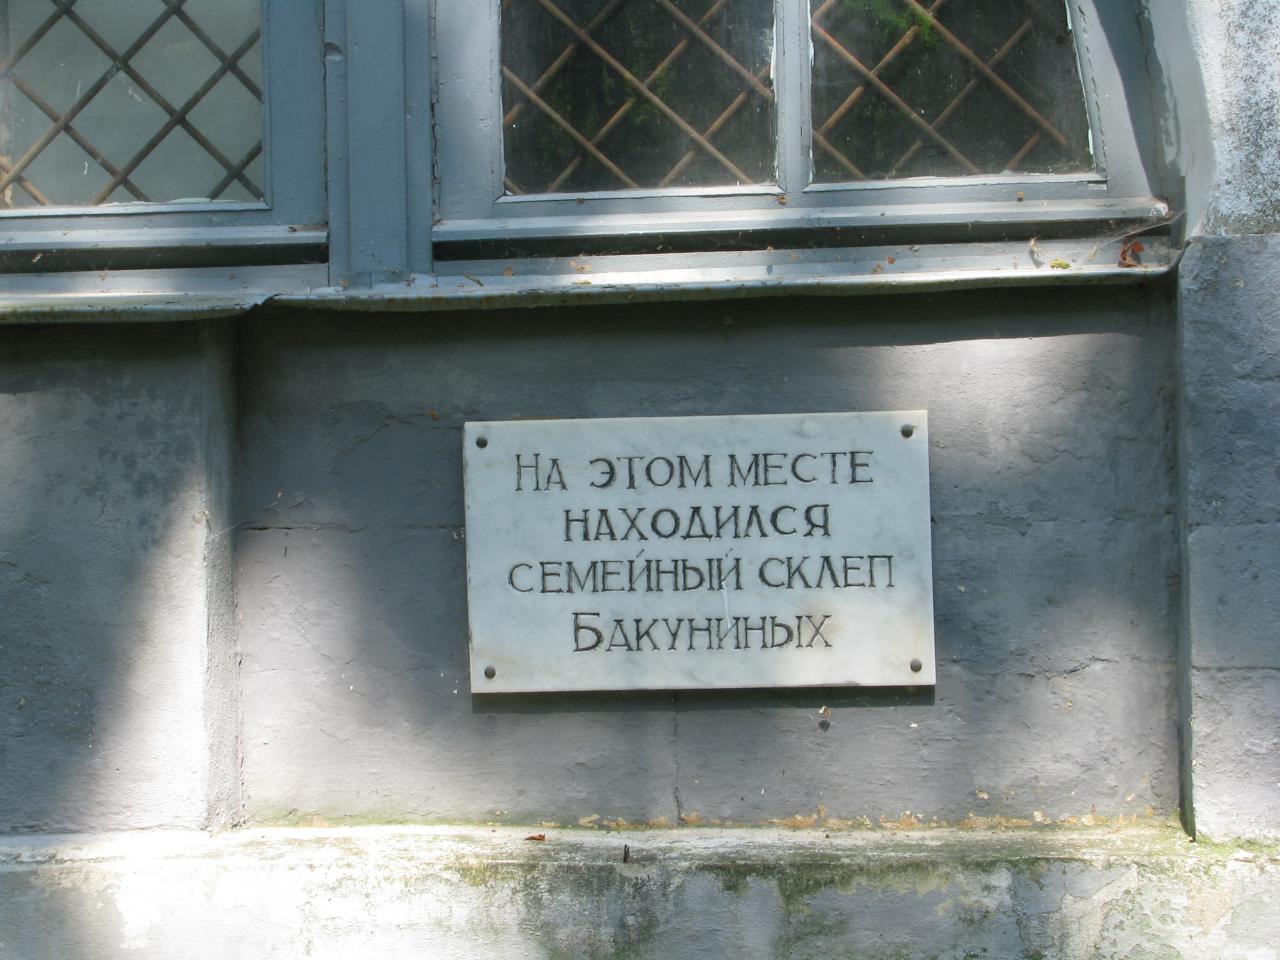 НА ЭТОМ МЕСТЕ
НАХОДИЛСЯ
СЕМЕЙНЫЙ СКЛЕП
БАКУНИНЫХ